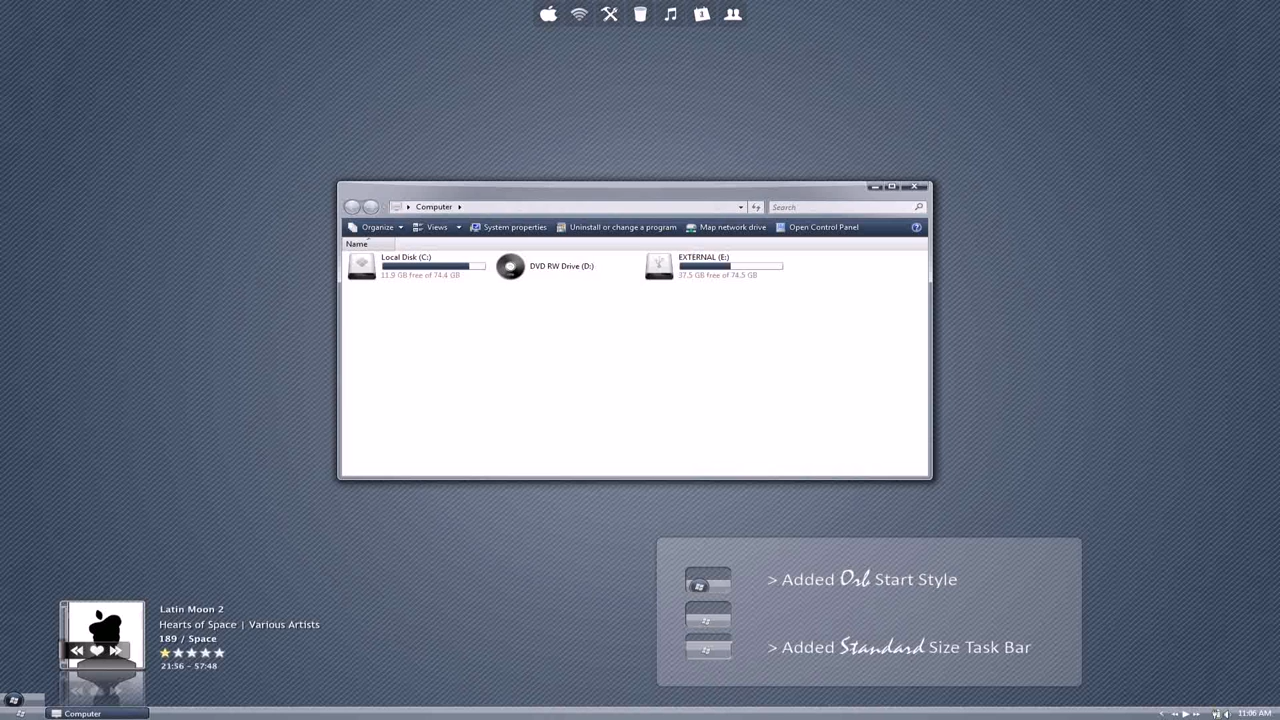 1
Computer
Search
Organize
Views
System properties
Uninstall or change a program
Map network drive
Open Control Panel
?
Name
Local Disk (C:)
11.9 GB free of 74.4 GB
DVD RW Drive (D:)
EXTERNAL (E:)
37.5 GB free of 74.5 GB
> Added Orb Start Style
> Added Standard Size Task Bar
Latin Moon 2
Hearts of Space | Various Artists
189 / Space
21:56 - 57:48
Computer
11:06 AM